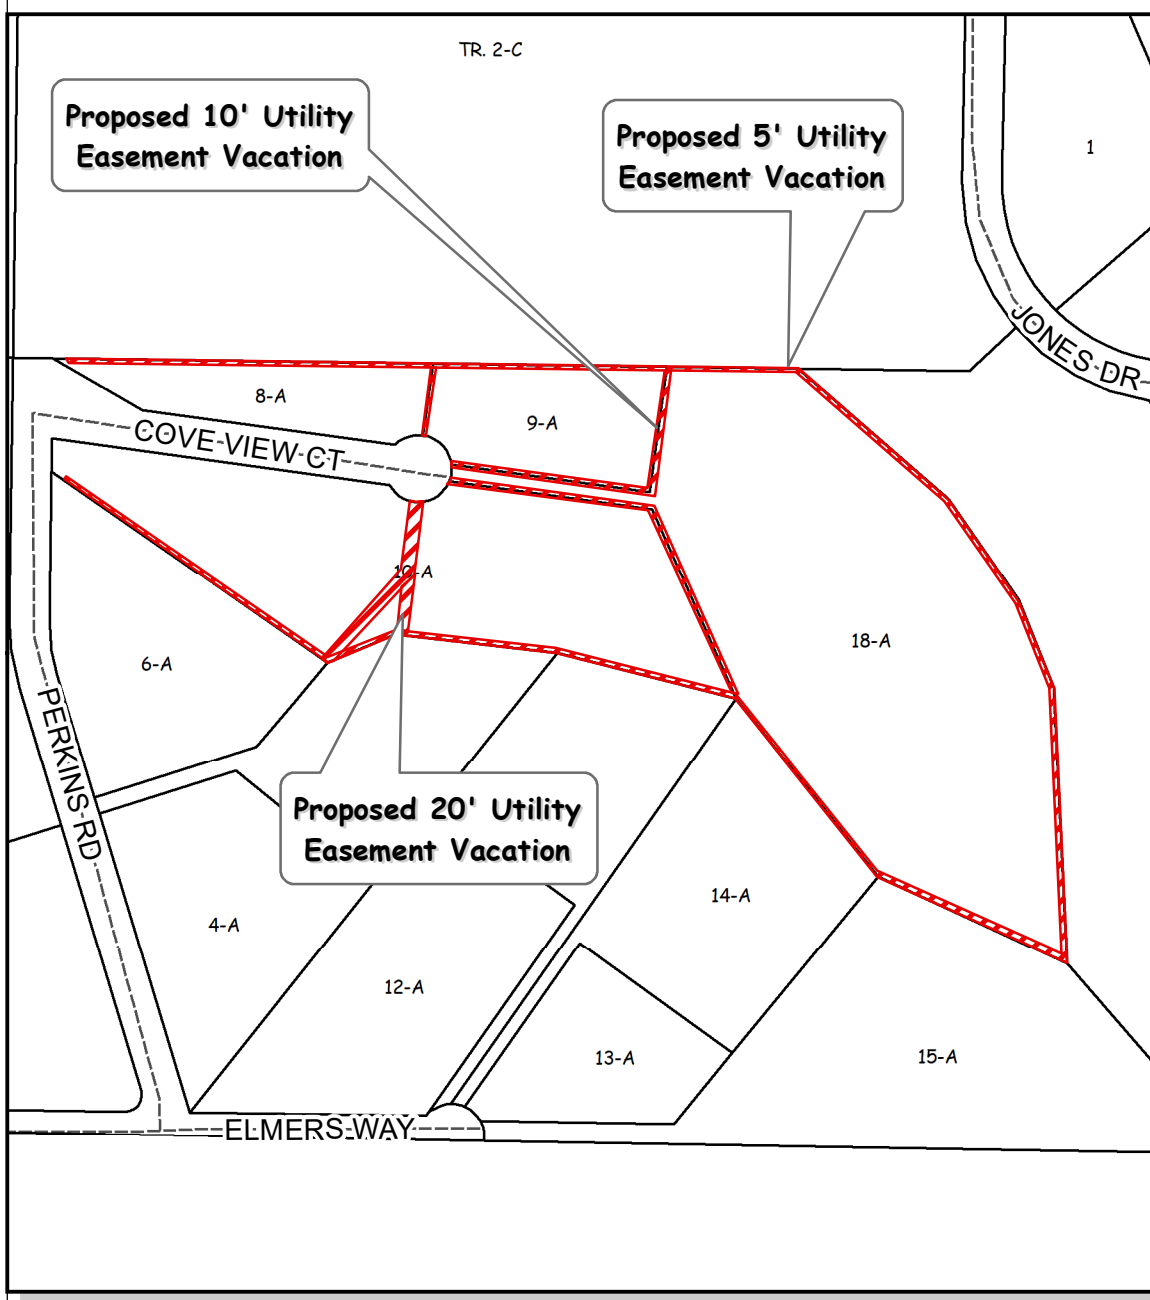 TR. 2-C
Proposed 10' Utility
Easement Vacation
Proposed 5' Utility
Easement Vacation
1
JONES DR
8-A
9-A
COVE VIEW CT
10-A
18-A
6-A
PERKINS RD
Proposed 20' Utility
Easement Vacation
14-A
4-A
12-A
13-A
15-A
ELMERS WAY